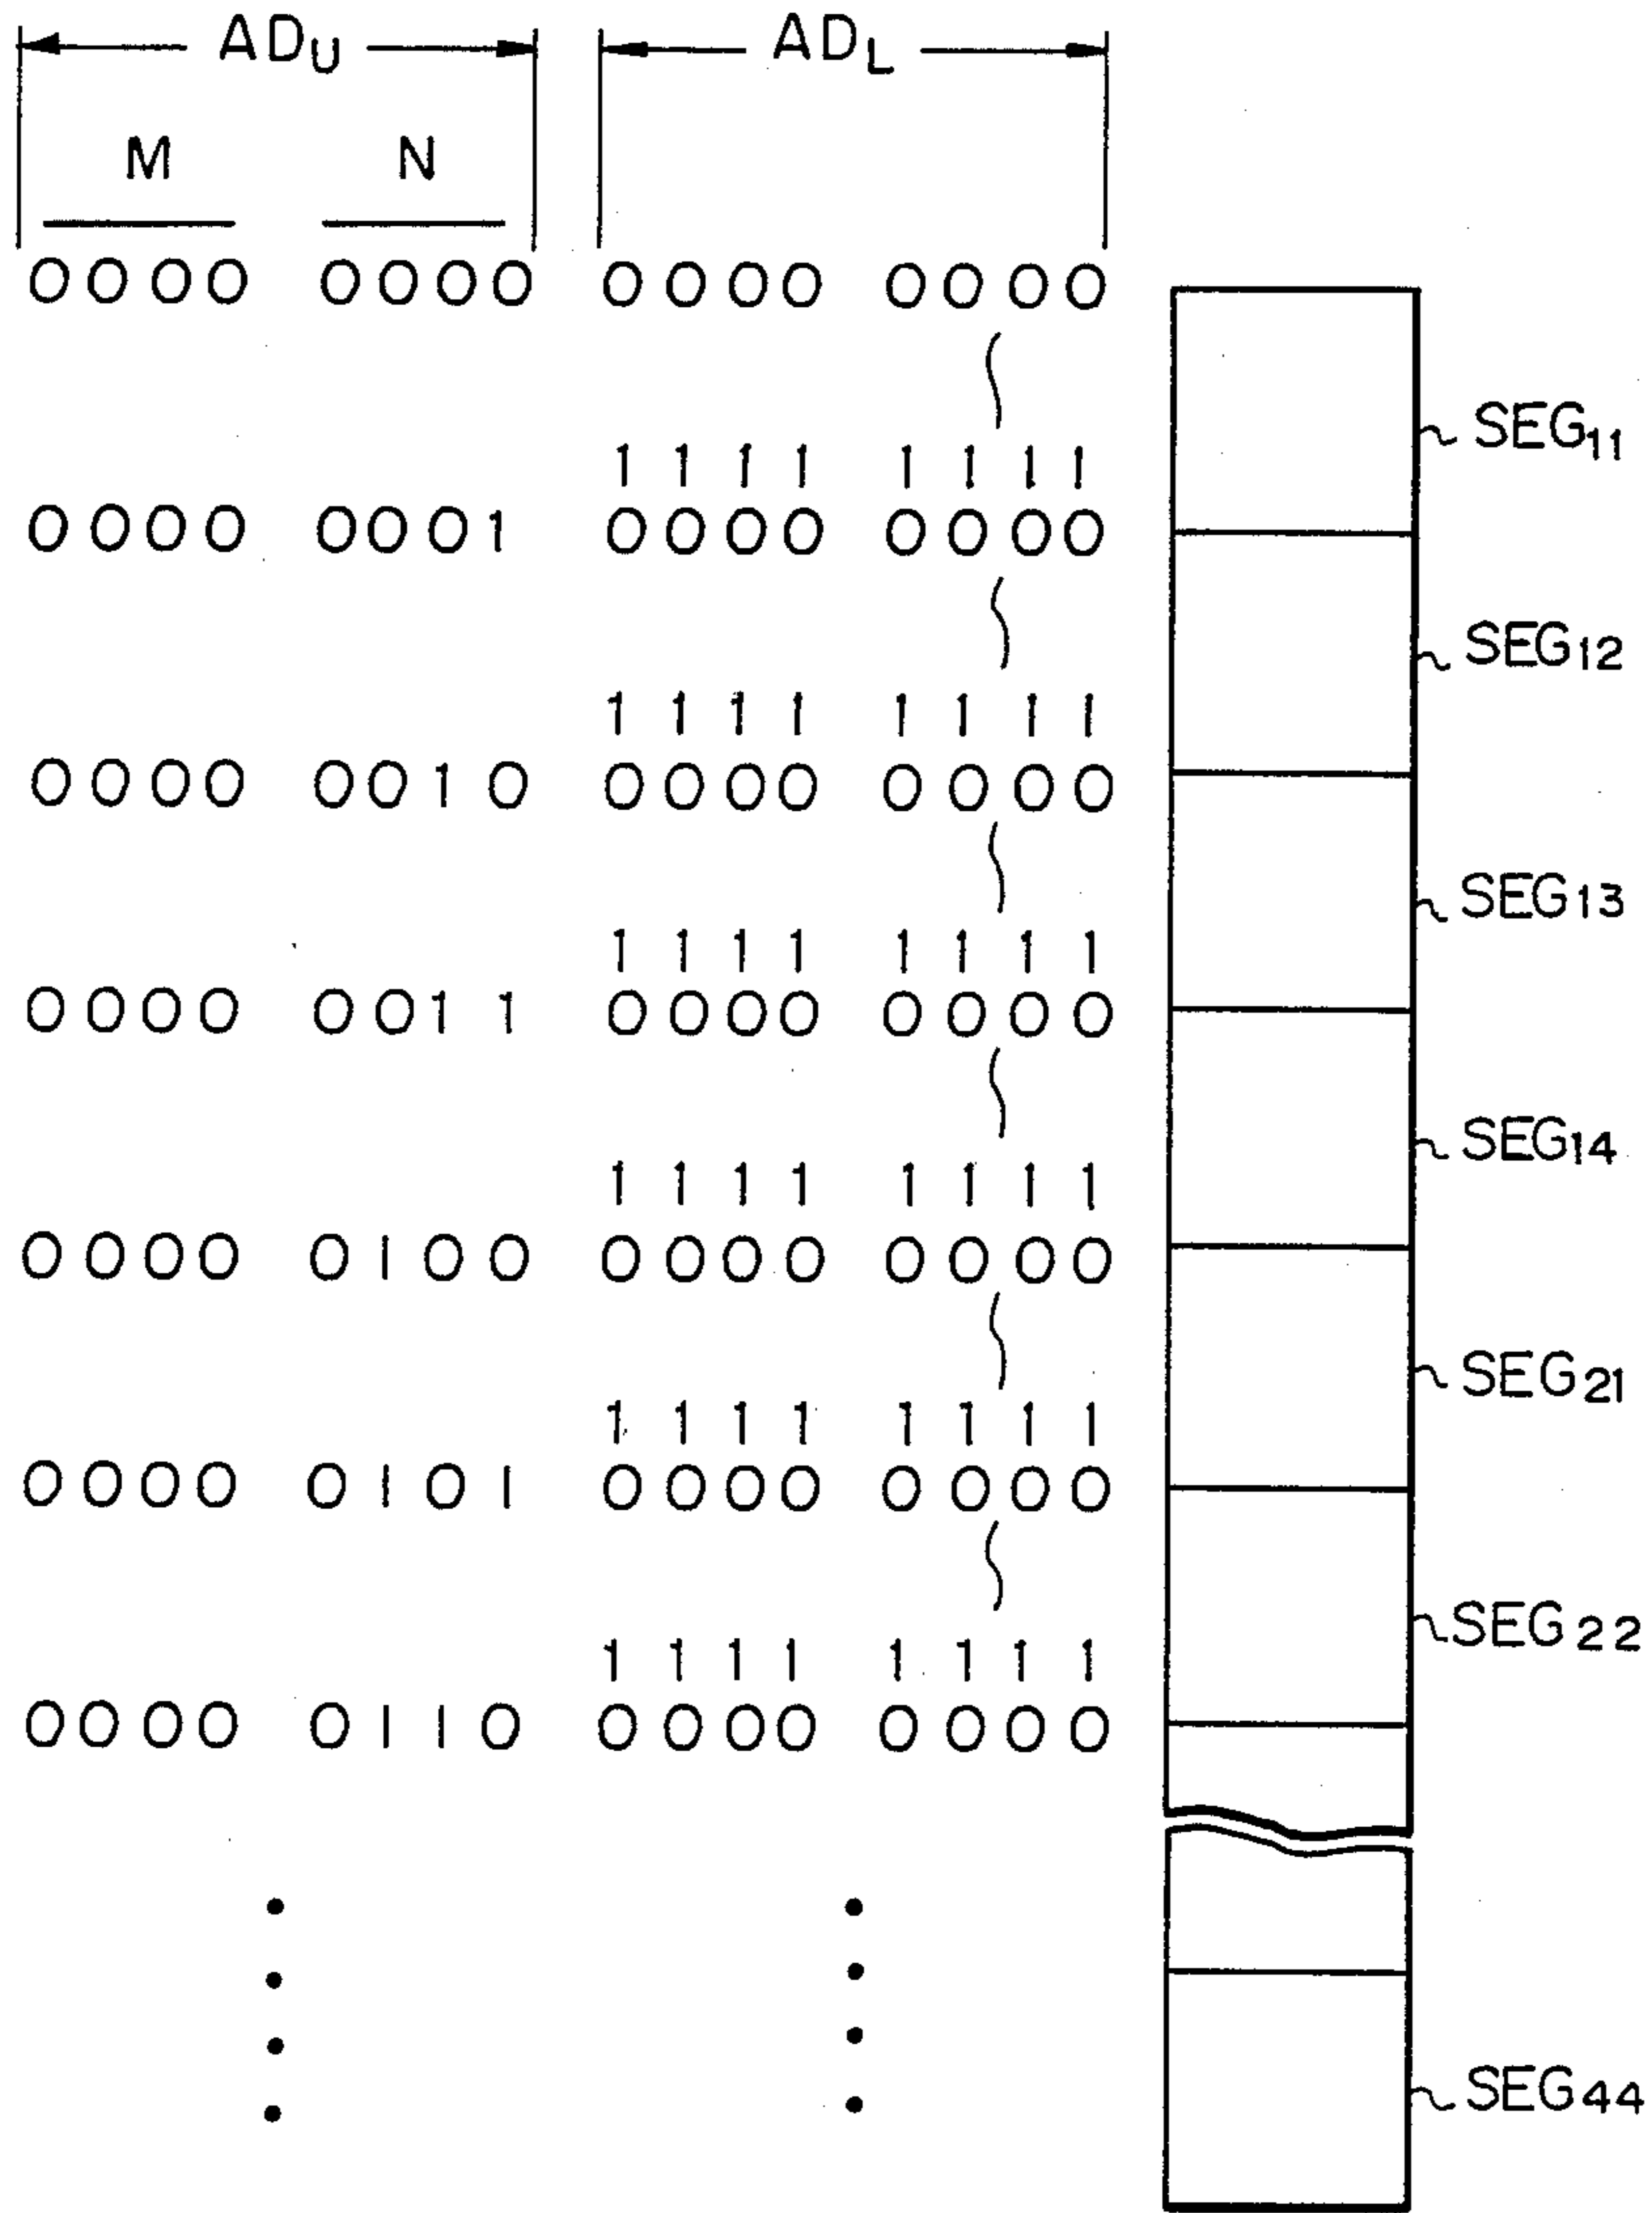 AD_U AD_L
M N
0000 0000 0000 0000
SEG11
1111 1111
0000 0001 0000 0000
SEG12
1111 1111
0000 0010 0000 0000
SEG13
1111 1111
0000 0011 0000 0000
SEG14
1111 1111
0000 0100 0000 0000
SEG21
1111 1111
0000 0101 0000 0000
SEG22
1111 1111
0000 0110 0000 0000
SEG44